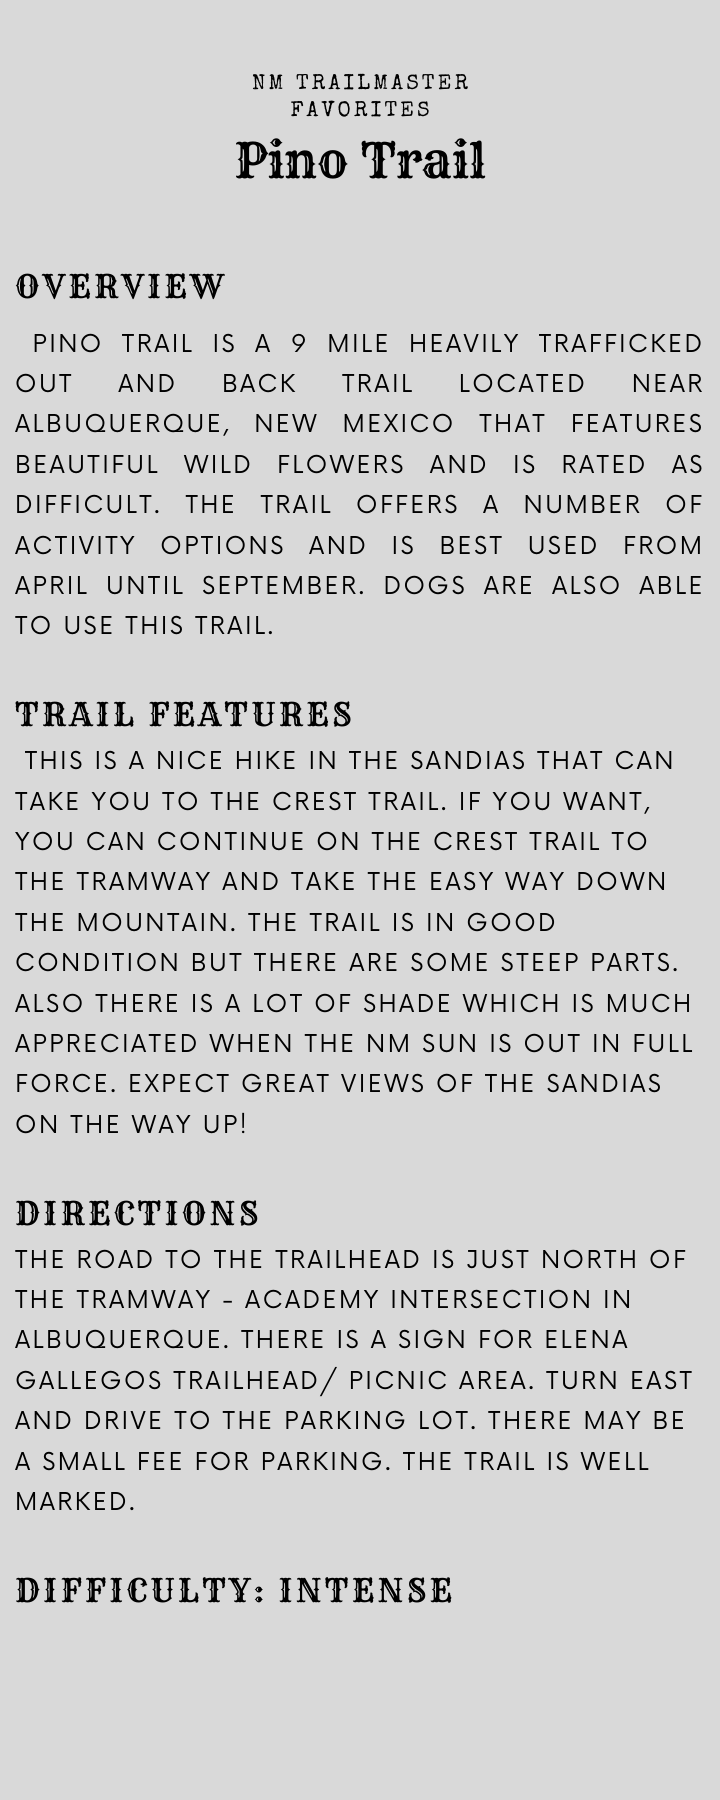 NM TRAILMASTER
FAVORITES
Pino Trail
OVERVIEW
PINO TRAIL IS A 9 MILE HEAVILY TRAFFICKED
OUT AND BACK TRAIL LOCATED NEAR
ALBUQUERQUE, NEW MEXICO THAT FEATURES
BEAUTIFUL WILD FLOWERS AND IS RATED AS
DIFFICULT. THE TRAIL OFFERS A NUMBER OF
ACTIVITY OPTIONS AND IS BEST USED FROM
APRIL UNTIL SEPTEMBER. DOGS ARE ALSO ABLE
TO USE THIS TRAIL.
TRAIL FEATURES
THIS IS A NICE HIKE IN THE SANDIAS THAT CAN
TAKE YOU TO THE CREST TRAIL. IF YOU WANT,
YOU CAN CONTINUE ON THE CREST TRAIL TO
THE TRAMWAY AND TAKE THE EASY WAY DOWN
THE MOUNTAIN. THE TRAIL IS IN GOOD
CONDITION BUT THERE ARE SOME STEEP PARTS.
ALSO THERE IS A LOT OF SHADE WHICH IS MUCH
APPRECIATED WHEN THE NM SUN IS OUT IN FULL
FORCE. EXPECT GREAT VIEWS OF THE SANDIAS
ON THE WAY UP!
DIRECTIONS
THE ROAD TO THE TRAILHEAD IS JUST NORTH OF
THE TRAMWAY - ACADEMY INTERSECTION IN
ALBUQUERQUE. THERE IS A SIGN FOR ELENA
GALLEGOS TRAILHEAD/ PICNIC AREA. TURN EAST
AND DRIVE TO THE PARKING LOT. THERE MAY BE
A SMALL FEE FOR PARKING. THE TRAIL IS WELL
MARKED.
DIFFICULTY: INTENSE